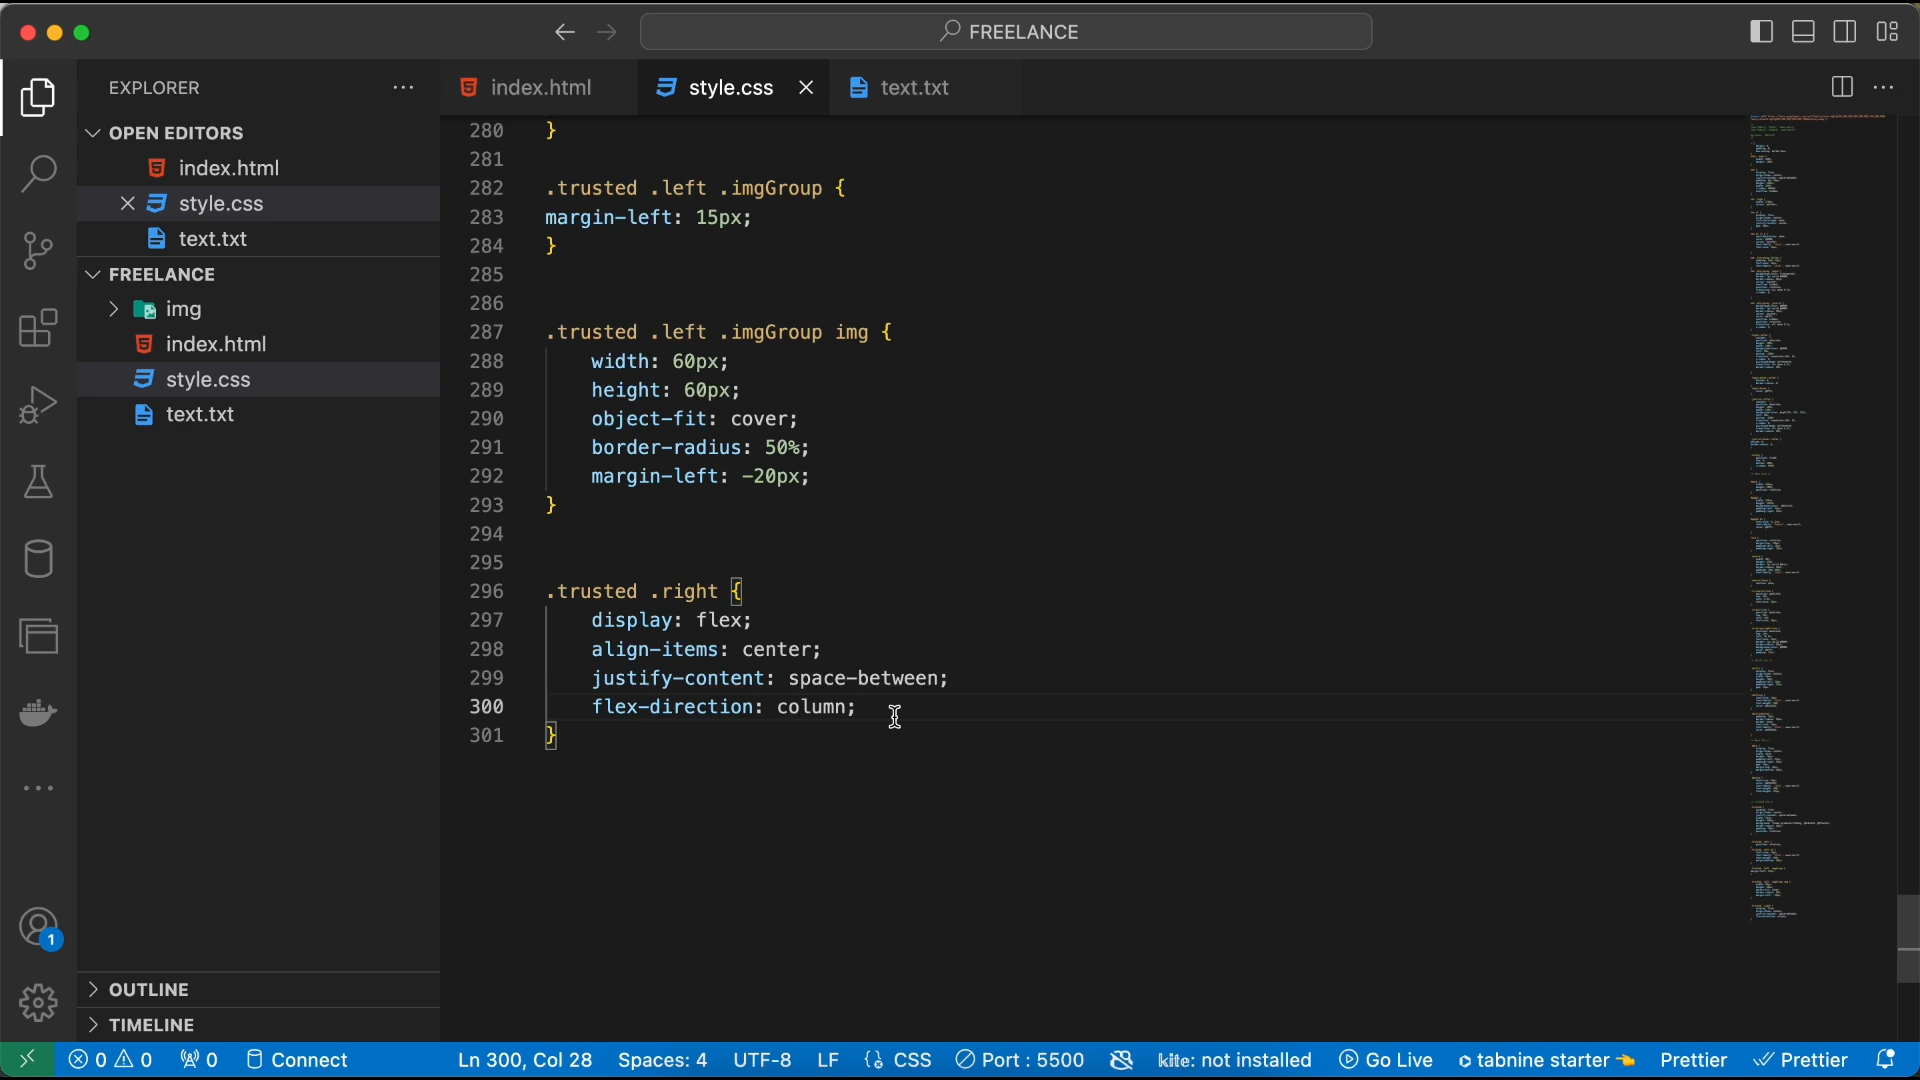 FREELANCE
EXPLORER
index.html
style.css
text.txt
OPEN EDITORS
index.html
style.css
text.txt
FREELANCE
img
index.html
style.css
text.txt
OUTLINE
TIMELINE
280 }
281
282 .trusted .left .imgGroup {
283 margin-left: 15px;
284 }
285
286
287 .trusted .left .imgGroup img {
288 width: 60px;
289 height: 60px;
290 object-fit: cover;
291 border-radius: 50%;
292 margin-left: -20px;
293 }
294
295
296 .trusted .right {
297 display: flex;
298 align-items: center;
299 justify-content: space-between;
300 flex-direction: column;
301 }
1
0 0 0 Connect Ln 300, Col 28 Spaces: 4 UTF-8 LF {} CSS Port : 5500 kite: not installed Go Live tabnine starter Prettier Prettier